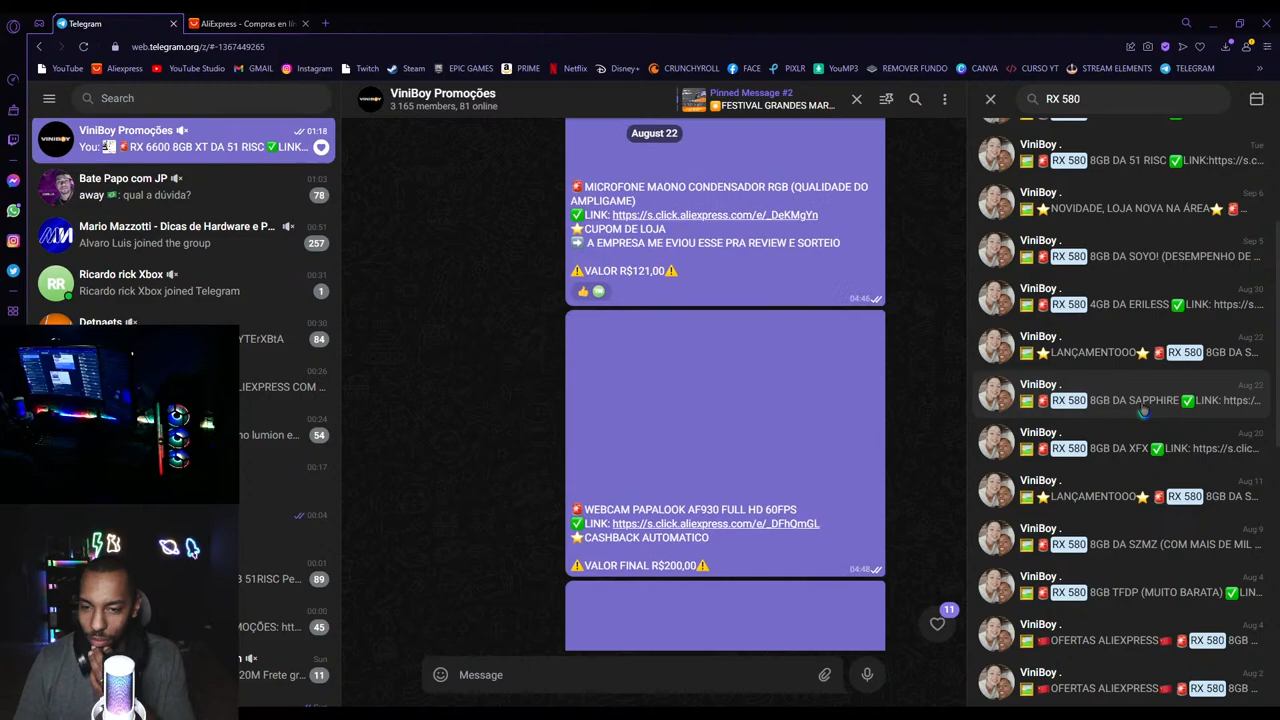 Telegram
AliExpress - Compras en lín
web.telegram.org/z/#-1367449265
YouTube
Aliexpress
YouTube Studio
GMAIL
Instagram
Twitch
Steam
EPIC GAMES
PRIME
Netflix
Disney+
CRUNCHYROLL
FACE
PIXLR
YouMP3
REMOVER FUNDO
CANVA
CURSO YT
STREAM ELEMENTS
TELEGRAM
Search
ViniBoy Promoções
01:18
You: 🚨RX 6600 8GB XT DA 51 RISC ✅LINK...
Bate Papo com JP
01:03
away 💵: qual a dúvida?
78
Mario Mazzotti - Dicas de Hardware e P...
00:51
Alvaro Luis joined the group
257
RR
Ricardo rick Xbox
00:31
Ricardo rick Xbox joined Telegram
1
Detnaets
00:30
YTErXBtA
84
00:26
ALIEXPRESS COM ...
00:24
o no lumion e...
54
00:17
00:04
51RISC Pe...
89
00:00
MOÇÕES: htt...
45
Sun
20M Frete gr...
11
ViniBoy Promoções
3 165 members, 81 online
Pinned Message #2
💥FESTIVAL GRANDES MAR...
August 22
🚨MICROFONE MAONO CONDENSADOR RGB (QUALIDADE DO
AMPLIGAME)
✅LINK: https://s.click.aliexpress.com/e/_DeKMgYn
⭐CUPOM DE LOJA
➡️ A EMPRESA ME EVIOU ESSE PRA REVIEW E SORTEIO
⚠️VALOR R$121,00⚠️
04:46
🚨WEBCAM PAPALOOK AF930 FULL HD 60FPS
✅LINK: https://s.click.aliexpress.com/e/_DFhQmGL
⭐CASHBACK AUTOMATICO
⚠️VALOR FINAL R$200,00⚠️
04:48
11
Message
RX 580
ViniBoy .
Tue
🖼️🚨RX 580 8GB DA 51 RISC ✅LINK:https://s.c...
ViniBoy .
Sep 6
🖼️⭐NOVIDADE, LOJA NOVA NA ÁREA⭐🚨...
ViniBoy .
Sep 5
🖼️🚨RX 580 8GB DA SOYO! (DESEMPENHO DE ...
ViniBoy .
Aug 30
🖼️🚨RX 580 4GB DA ERILESS ✅LINK: https://s...
ViniBoy .
Aug 22
🖼️⭐LANÇAMENTOOO⭐🚨RX 580 8GB DA S...
ViniBoy .
Aug 22
🖼️🚨RX 580 8GB DA SAPPHIRE ✅LINK: https:/...
ViniBoy .
Aug 20
🖼️🚨RX 580 8GB DA XFX ✅LINK: https://s.clic...
ViniBoy .
Aug 11
🖼️⭐LANÇAMENTOOO⭐🚨RX 580 8GB DA S...
ViniBoy .
Aug 9
🖼️🚨RX 580 8GB DA SZMZ (COM MAIS DE MIL ...
ViniBoy .
Aug 4
🖼️🚨RX 580 8GB TFDP (MUITO BARATA) ✅LIN...
ViniBoy .
Aug 4
🖼️OFERTAS ALIEXPRESS🚨RX 580 8GB ...
ViniBoy .
Aug 2
🖼️OFERTAS ALIEXPRESS🚨RX 580 8GB ...